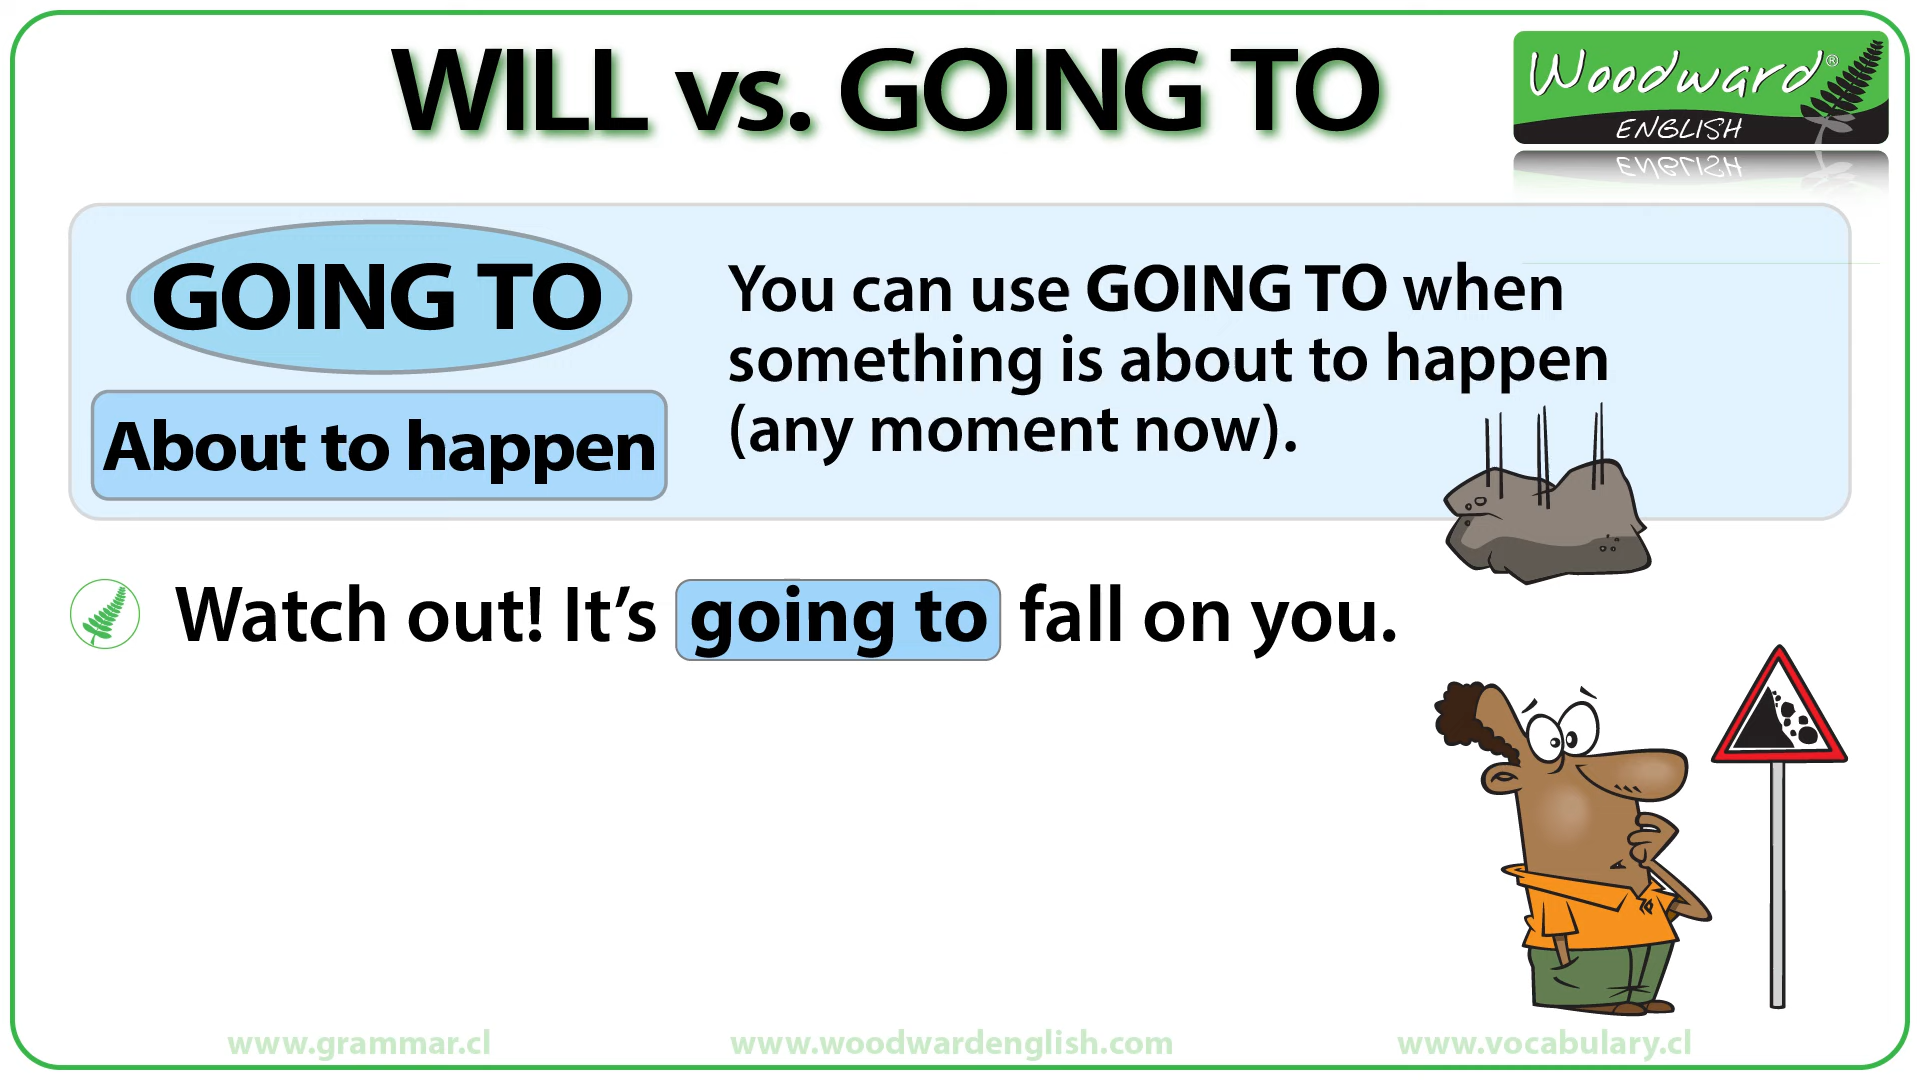 WILL vs. GOING TO
Woodward®
ENGLISH
GOING TO
About to happen
You can use GOING TO when
something is about to happen
(any moment now).
Watch out! It’s going to fall on you.
www.grammar.cl
www.woodwardenglish.com
www.vocabulary.cl